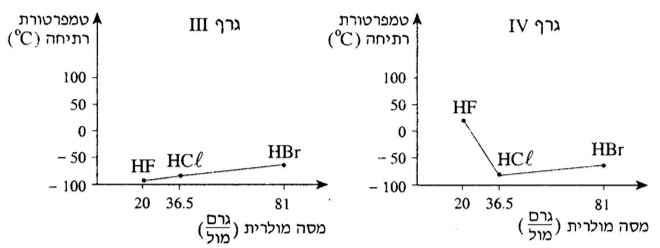 גרף III
טמפרטורת
רתיחה (°C)
100
50
0
− 50
− 100
HF
HCℓ
HBr
20
36.5
81
מסה מולרית (גרם/מול)
גרף IV
טמפרטורת
רתיחה (°C)
100
50
0
− 50
− 100
HF
HCℓ
HBr
20
36.5
81
מסה מולרית (גרם/מול)